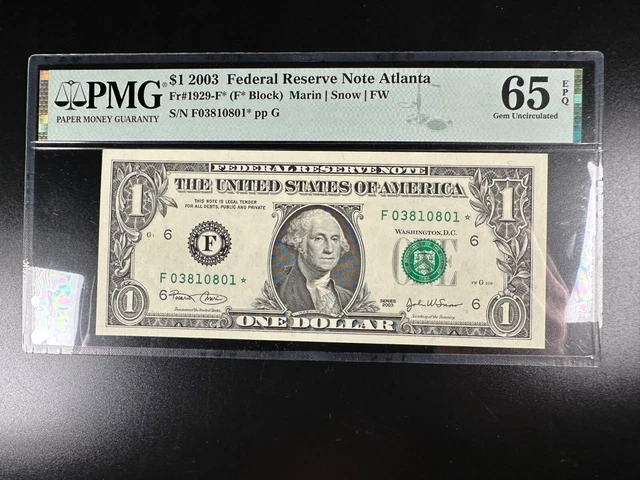 PMG
PAPER MONEY GUARANTY
$1 2003 Federal Reserve Note Atlanta
Fr#1929-F* (F* Block) Marin | Snow | FW
S/N F03810801* pp G
65 EPQ
Gem Uncirculated
FEDERAL RESERVE NOTE
THE UNITED STATES OF AMERICA
1
1
THIS NOTE IS LEGAL TENDER
FOR ALL DEBTS, PUBLIC AND PRIVATE
F 03810801 *
WASHINGTON, D.C.
6
F
ONE
6
F 03810801 *
6
SERIES
2003
6
1
ONE DOLLAR
1